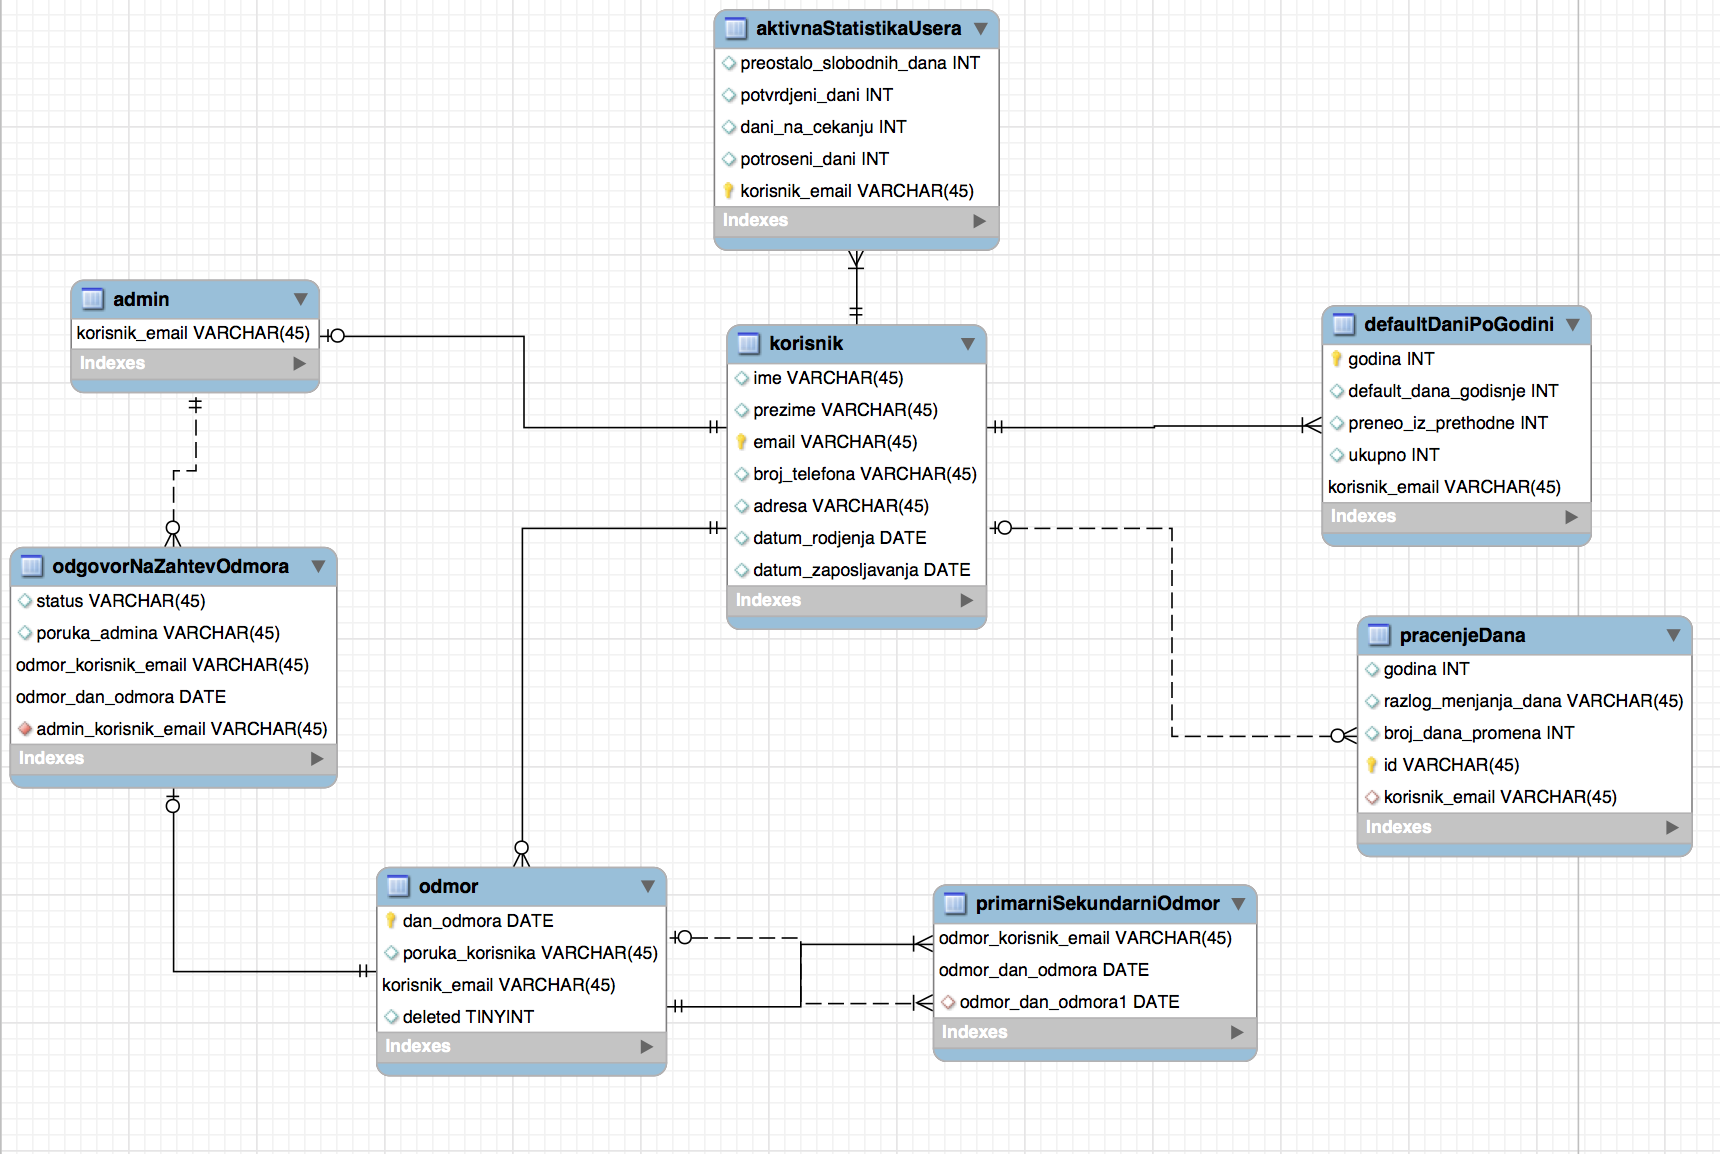 aktivnaStatistikaUsera
preostalo_slobodnih_dana INT
potvrdjeni_dani INT
dani_na_cekanju INT
potroseni_dani INT
korisnik_email VARCHAR(45)
Indexes
admin
korisnik_email VARCHAR(45)
Indexes
korisnik
ime VARCHAR(45)
prezime VARCHAR(45)
email VARCHAR(45)
broj_telefona VARCHAR(45)
adresa VARCHAR(45)
datum_rodjenja DATE
datum_zaposljavanja DATE
Indexes
defaultDaniPoGodini
godina INT
default_dana_godisnje INT
preneo_iz_prethodne INT
ukupno INT
korisnik_email VARCHAR(45)
Indexes
odgovorNaZahtevOdmora
status VARCHAR(45)
poruka_admina VARCHAR(45)
odmor_korisnik_email VARCHAR(45)
odmor_dan_odmora DATE
admin_korisnik_email VARCHAR(45)
Indexes
pracenjeDana
godina INT
razlog_menjanja_dana VARCHAR(45)
broj_dana_promena INT
id VARCHAR(45)
korisnik_email VARCHAR(45)
Indexes
odmor
dan_odmora DATE
poruka_korisnika VARCHAR(45)
korisnik_email VARCHAR(45)
deleted TINYINT
Indexes
primarniSekundarniOdmor
odmor_korisnik_email VARCHAR(45)
odmor_dan_odmora DATE
odmor_dan_odmora1 DATE
Indexes